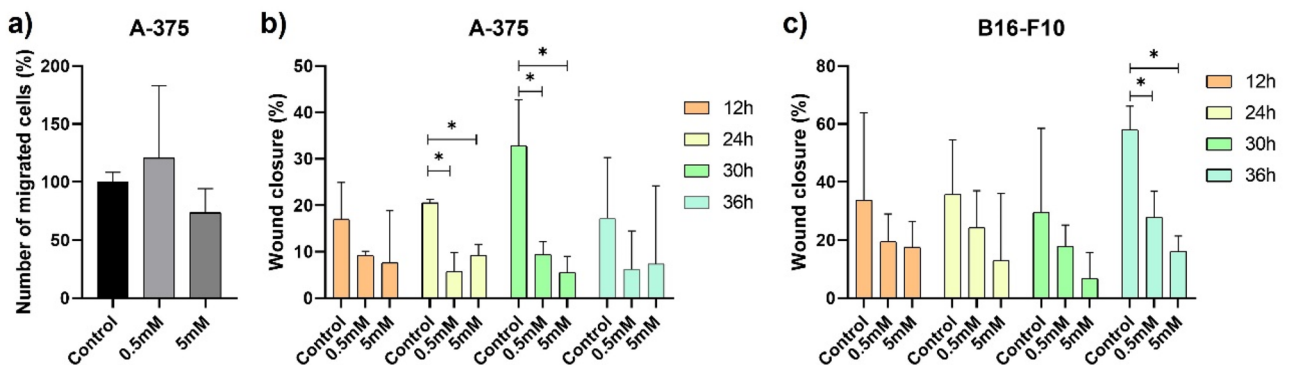 a)
A-375
Number of migrated cells (%)
200
150
100
50
0
Control
0.5mM
5mM
b)
A-375
Wound closure (%)
50
40
30
20
10
0
*
*
*
*
Control
0.5mM
5mM
Control
0.5mM
5mM
Control
0.5mM
5mM
Control
0.5mM
5mM
12h
24h
30h
36h
c)
B16-F10
Wound closure (%)
80
60
40
20
0
*
*
Control
0.5mM
5mM
Control
0.5mM
5mM
Control
0.5mM
5mM
Control
0.5mM
5mM
12h
24h
30h
36h